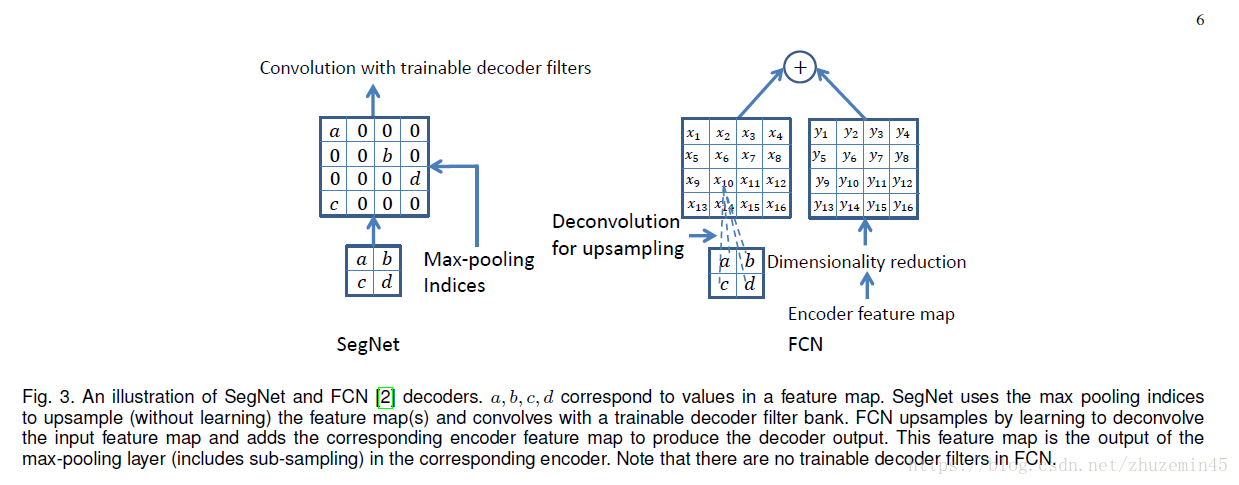 6
Convolution with trainable decoder filters
a 0 0 0
0 0 b 0
0 0 0 d
c 0 0 0
a b
c d
Max-pooling
Indices
SegNet
+
x₁ x₂ x₃ x₄
x₅ x₆ x₇ x₈
x₉ x₁₀ x₁₁ x₁₂
x₁₃ x₁₄ x₁₅ x₁₆
y₁ y₂ y₃ y₄
y₅ y₆ y₇ y₈
y₉ y₁₀ y₁₁ y₁₂
y₁₃ y₁₄ y₁₅ y₁₆
Deconvolution
for upsampling
a b
c d
Dimensionality reduction
Encoder feature map
FCN
Fig. 3. An illustration of SegNet and FCN [2] decoders. a, b, c, d correspond to values in a feature map. SegNet uses the max pooling indices
to upsample (without learning) the feature map(s) and convolves with a trainable decoder filter bank. FCN upsamples by learning to deconvolve
the input feature map and adds the corresponding encoder feature map to produce the decoder output. This feature map is the output of the
max-pooling layer (includes sub-sampling) in the corresponding encoder. Note that there are no trainable decoder filters in FCN.
https://blog.csdn.net/zhuzemin45